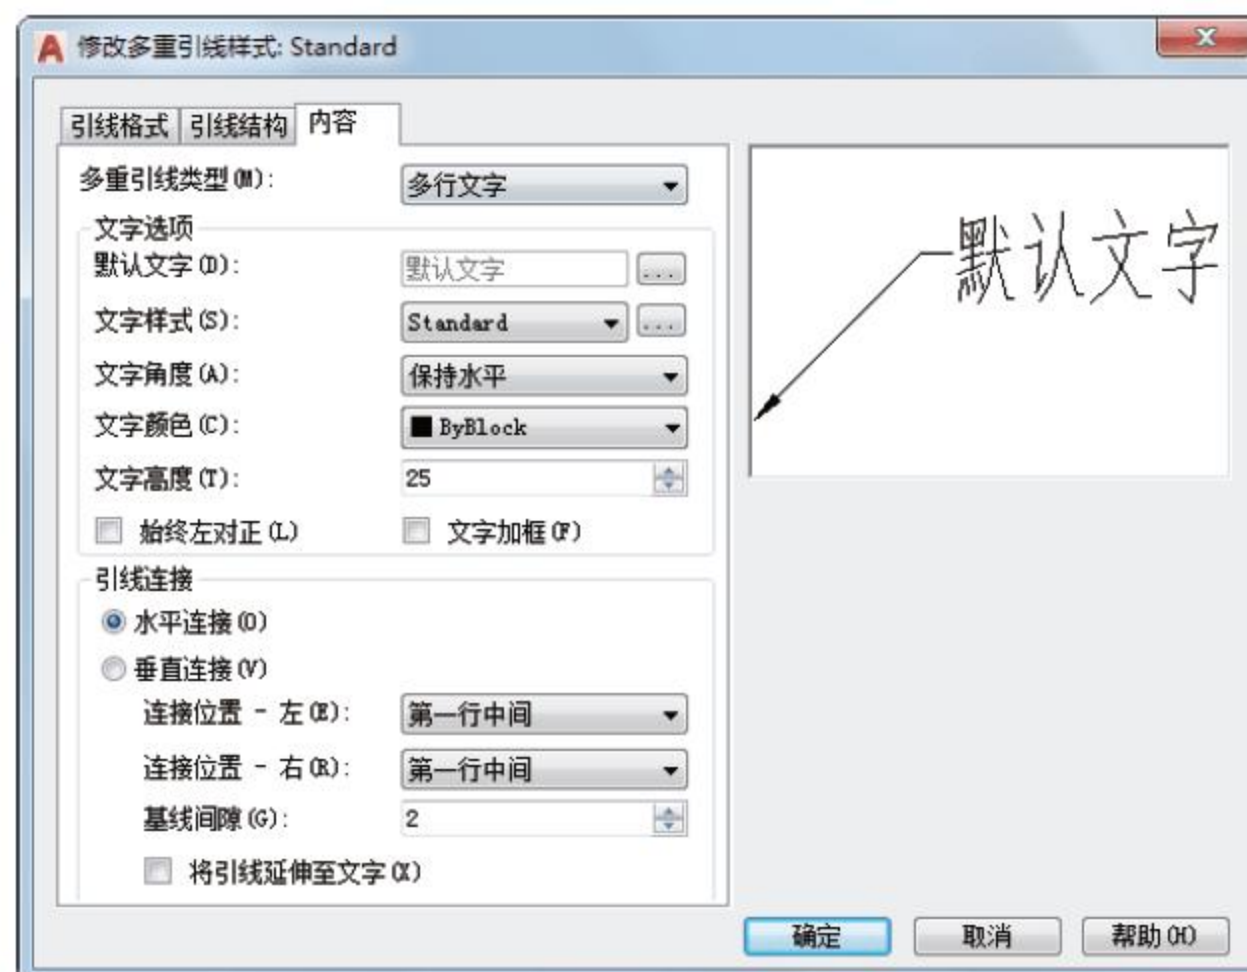 修改多重引线样式: Standard
X
引线格式 引线结构 内容
多重引线类型(M): 多行文字
文字选项
默认文字(D): 默认文字 ...
文字样式(S): Standard ...
文字角度(A): 保持水平
文字颜色(C): ByBlock
文字高度(T): 25
始终左对正(L) 文字加框(F)
引线连接
水平连接(O)
垂直连接(V)
连接位置 - 左(E): 第一行中间
连接位置 - 右(R): 第一行中间
基线间隙(G): 2
将引线延伸至文字(X)
默认文字
确定 取消 帮助(H)